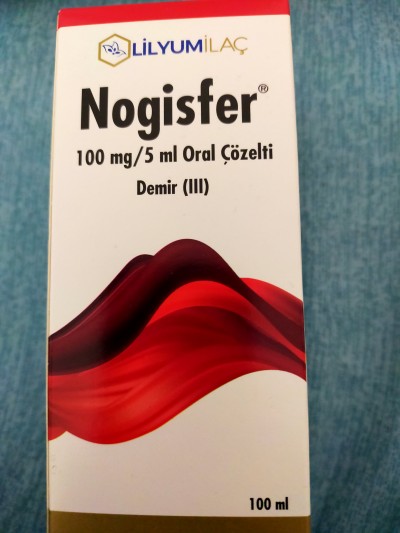 LİLYUMİLAÇ
Nogisfer®
100 mg/5 ml Oral Çözelti
Demir (III)
100 ml